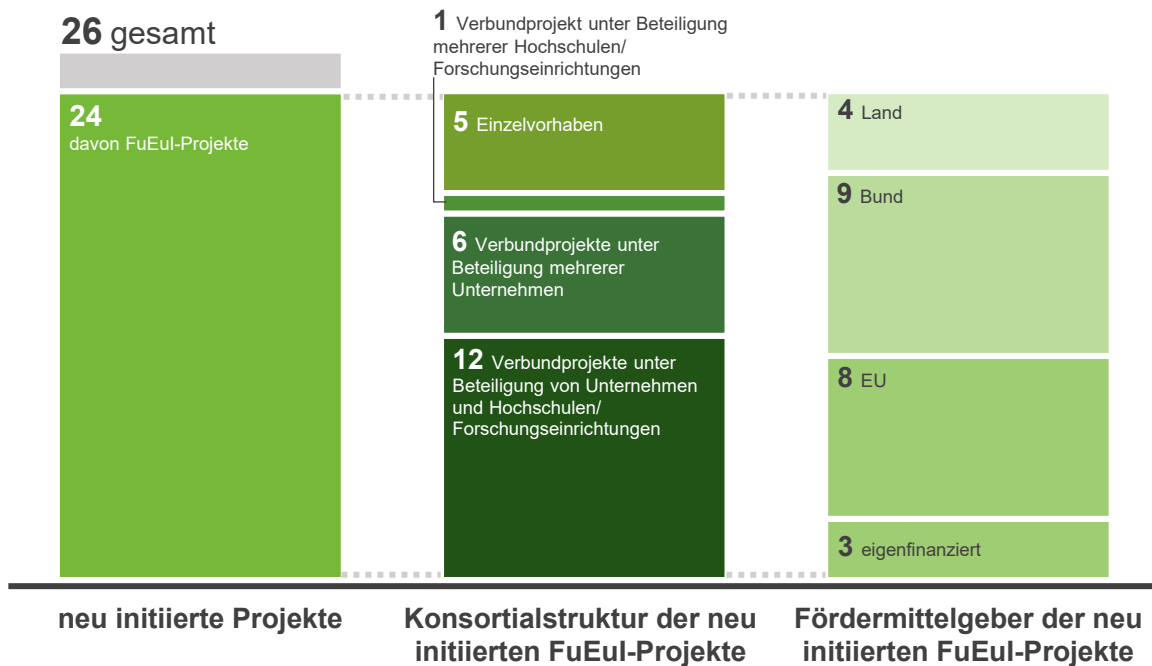 26 gesamt
24
davon FuEuI-Projekte
neu initiierte Projekte
1 Verbundprojekt unter Beteiligung
mehrerer Hochschulen/
Forschungseinrichtungen
5 Einzelvorhaben
6 Verbundprojekte unter
Beteiligung mehrerer
Unternehmen
12 Verbundprojekte unter
Beteiligung von Unternehmen
und Hochschulen/
Forschungseinrichtungen
Konsortialstruktur der neu
initiierten FuEuI-Projekte
4 Land
9 Bund
8 EU
3 eigenfinanziert
Fördermittelgeber der neu
initiierten FuEuI-Projekte